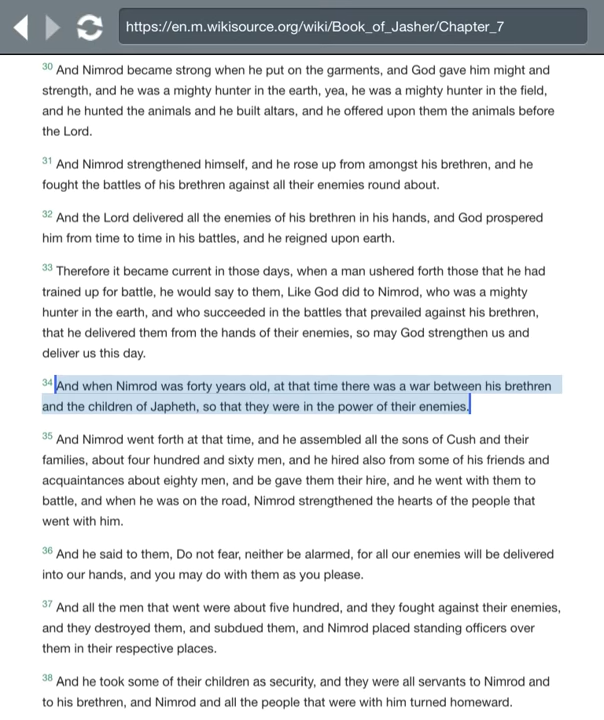 https://en.m.wikisource.org/wiki/Book_of_Jasher/Chapter_7
30 And Nimrod became strong when he put on the garments, and God gave him might and
strength, and he was a mighty hunter in the earth, yea, he was a mighty hunter in the field,
and he hunted the animals and he built altars, and he offered upon them the animals before
the Lord.
31 And Nimrod strengthened himself, and he rose up from amongst his brethren, and he
fought the battles of his brethren against all their enemies round about.
32 And the Lord delivered all the enemies of his brethren in his hands, and God prospered
him from time to time in his battles, and he reigned upon earth.
33 Therefore it became current in those days, when a man ushered forth those that he had
trained up for battle, he would say to them, Like God did to Nimrod, who was a mighty
hunter in the earth, and who succeeded in the battles that prevailed against his brethren,
that he delivered them from the hands of their enemies, so may God strengthen us and
deliver us this day.
34 And when Nimrod was forty years old, at that time there was a war between his brethren
and the children of Japheth, so that they were in the power of their enemies.
35 And Nimrod went forth at that time, and he assembled all the sons of Cush and their
families, about four hundred and sixty men, and he hired also from some of his friends and
acquaintances about eighty men, and be gave them their hire, and he went with them to
battle, and when he was on the road, Nimrod strengthened the hearts of the people that
went with him.
36 And he said to them, Do not fear, neither be alarmed, for all our enemies will be delivered
into our hands, and you may do with them as you please.
37 And all the men that went were about five hundred, and they fought against their enemies,
and they destroyed them, and subdued them, and Nimrod placed standing officers over
them in their respective places.
38 And he took some of their children as security, and they were all servants to Nimrod and
to his brethren, and Nimrod and all the people that were with him turned homeward.